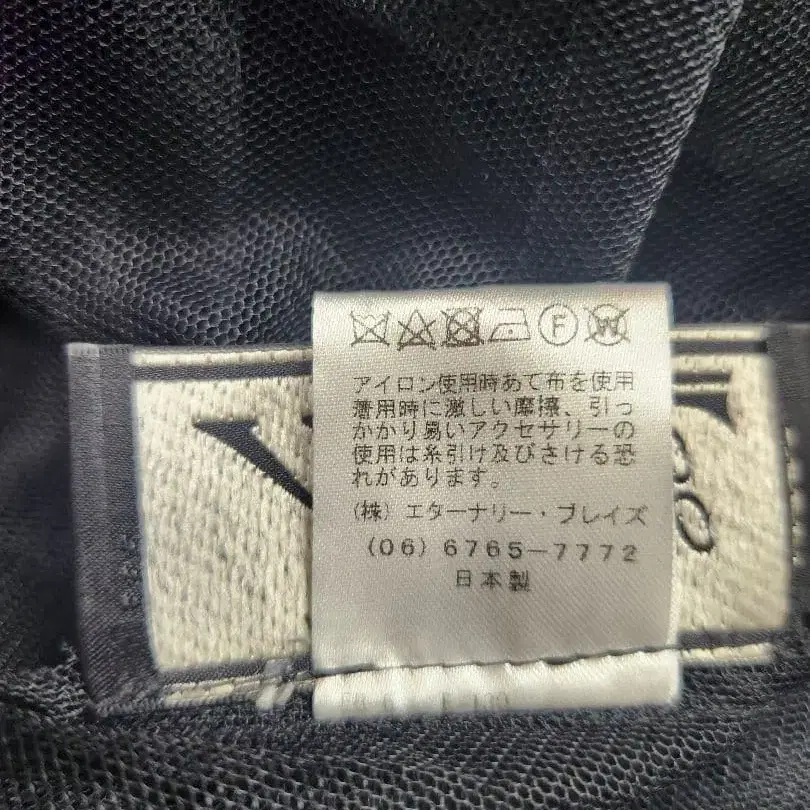 F W
アイロン使用時あて布を使用
着用時に激しい摩擦、引っ
かかり易いアクセサリーの
使用は糸引け及びさける恐
れがあります。
(株) エターナリー・ブレイズ
(06) 6765-7772
日本製